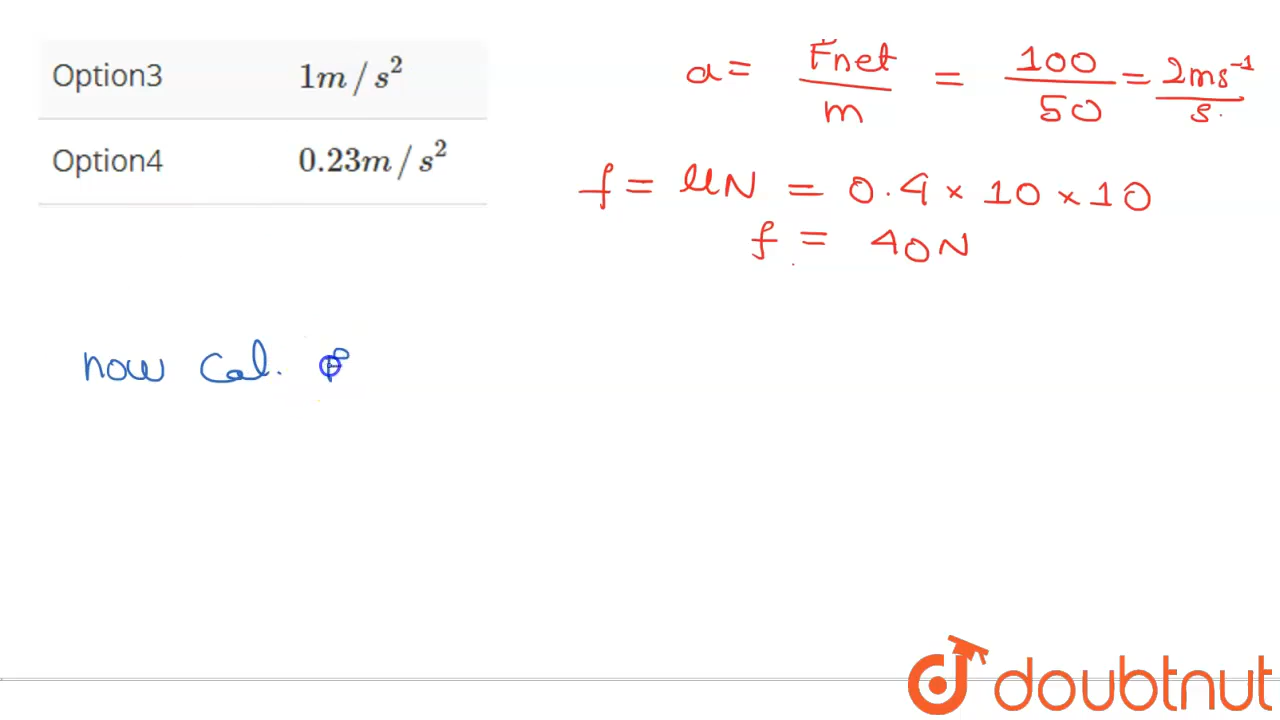 Option3 1m/s²
Option4 0.23m/s²
a = Fnet/m = 100/50 = 2ms⁻¹/s
f = μN = 0.4 × 10 × 10
f = 40N
now Cal.
doubtnut